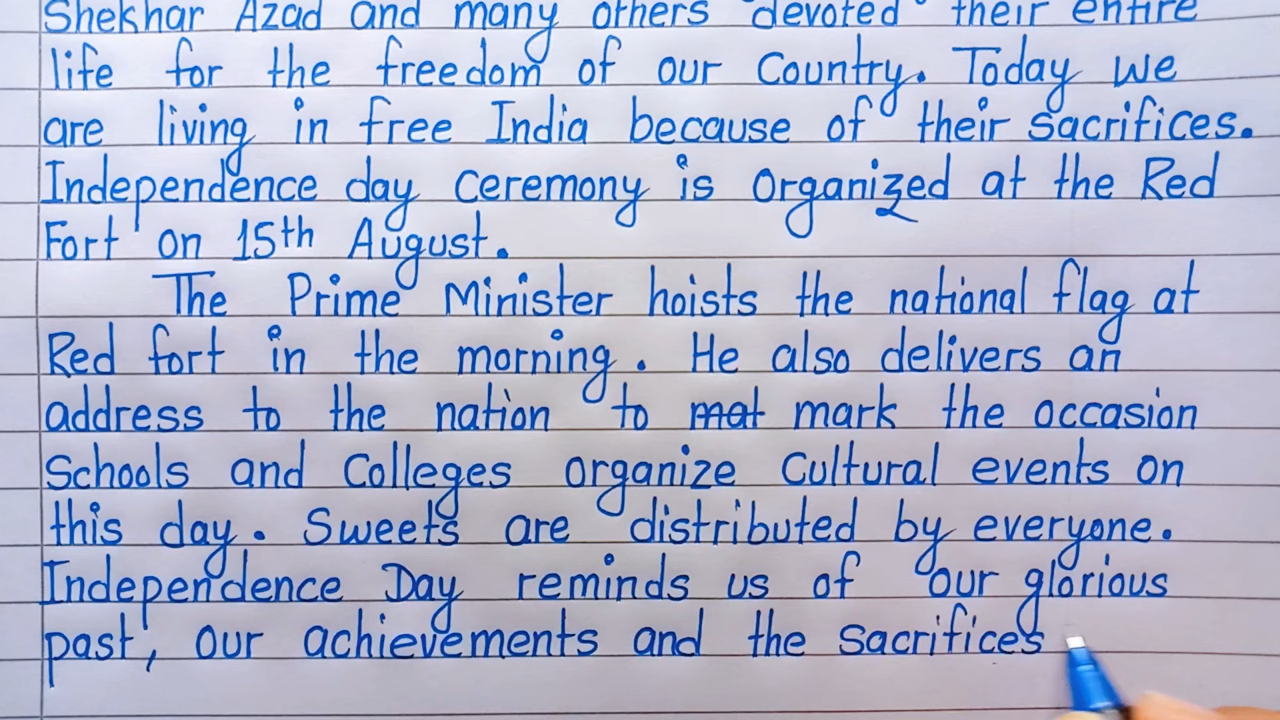 Shekhar Azad and many others devoted their entire
life for the freedom of our Country. Today we
are living in free India because of their sacrifices.
Independence day ceremony is organized at the Red
Fort on 15th August.
The Prime Minister hoists the national flag at
Red fort in the morning. He also delivers an
address to the nation to mat mark the occasion
Schools and Colleges organize Cultural events on
this day. Sweets are distributed by everyone.
Independence Day reminds us of our glorious
past, our achievements and the sacrifices